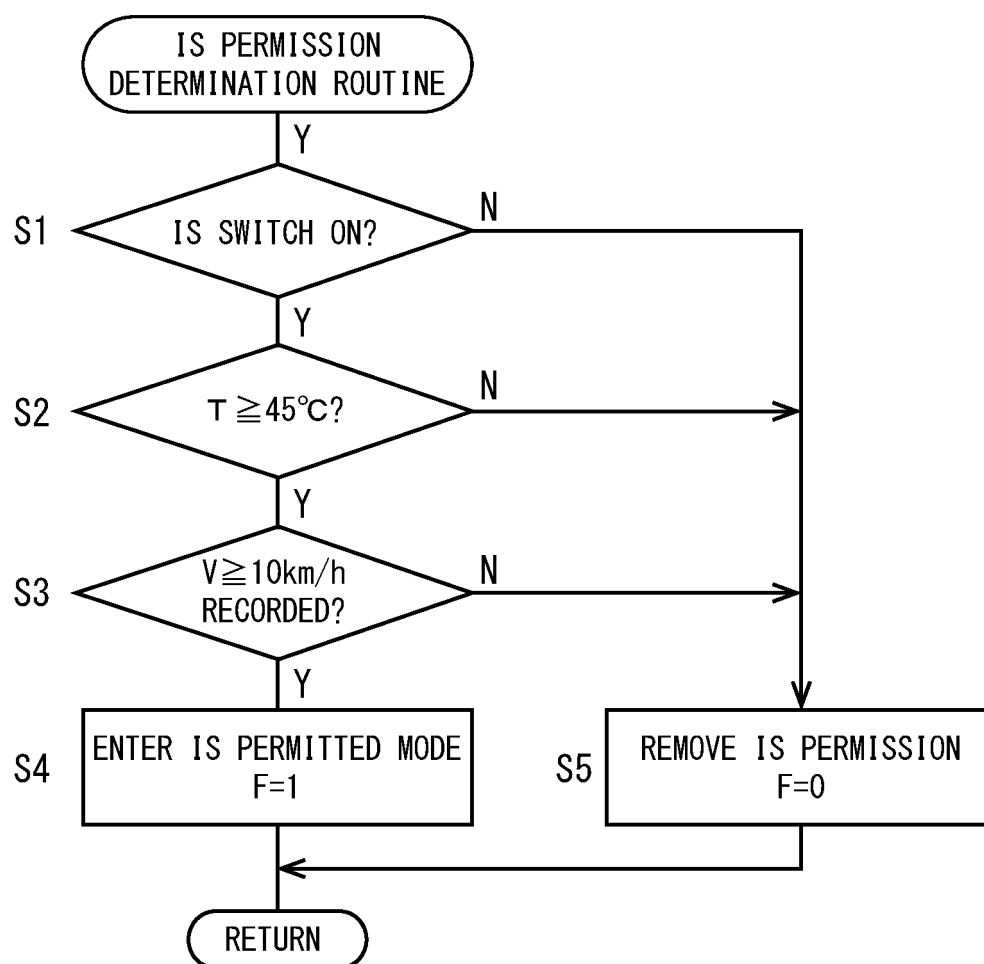 IS PERMISSION
DETERMINATION ROUTINE
Y
S1
IS SWITCH ON?
N
Y
S2
T ≧45℃?
N
Y
S3
V≧10km/h
RECORDED?
N
Y
S4
ENTER IS PERMITTED MODE
F=1
S5
REMOVE IS PERMISSION
F=0
RETURN